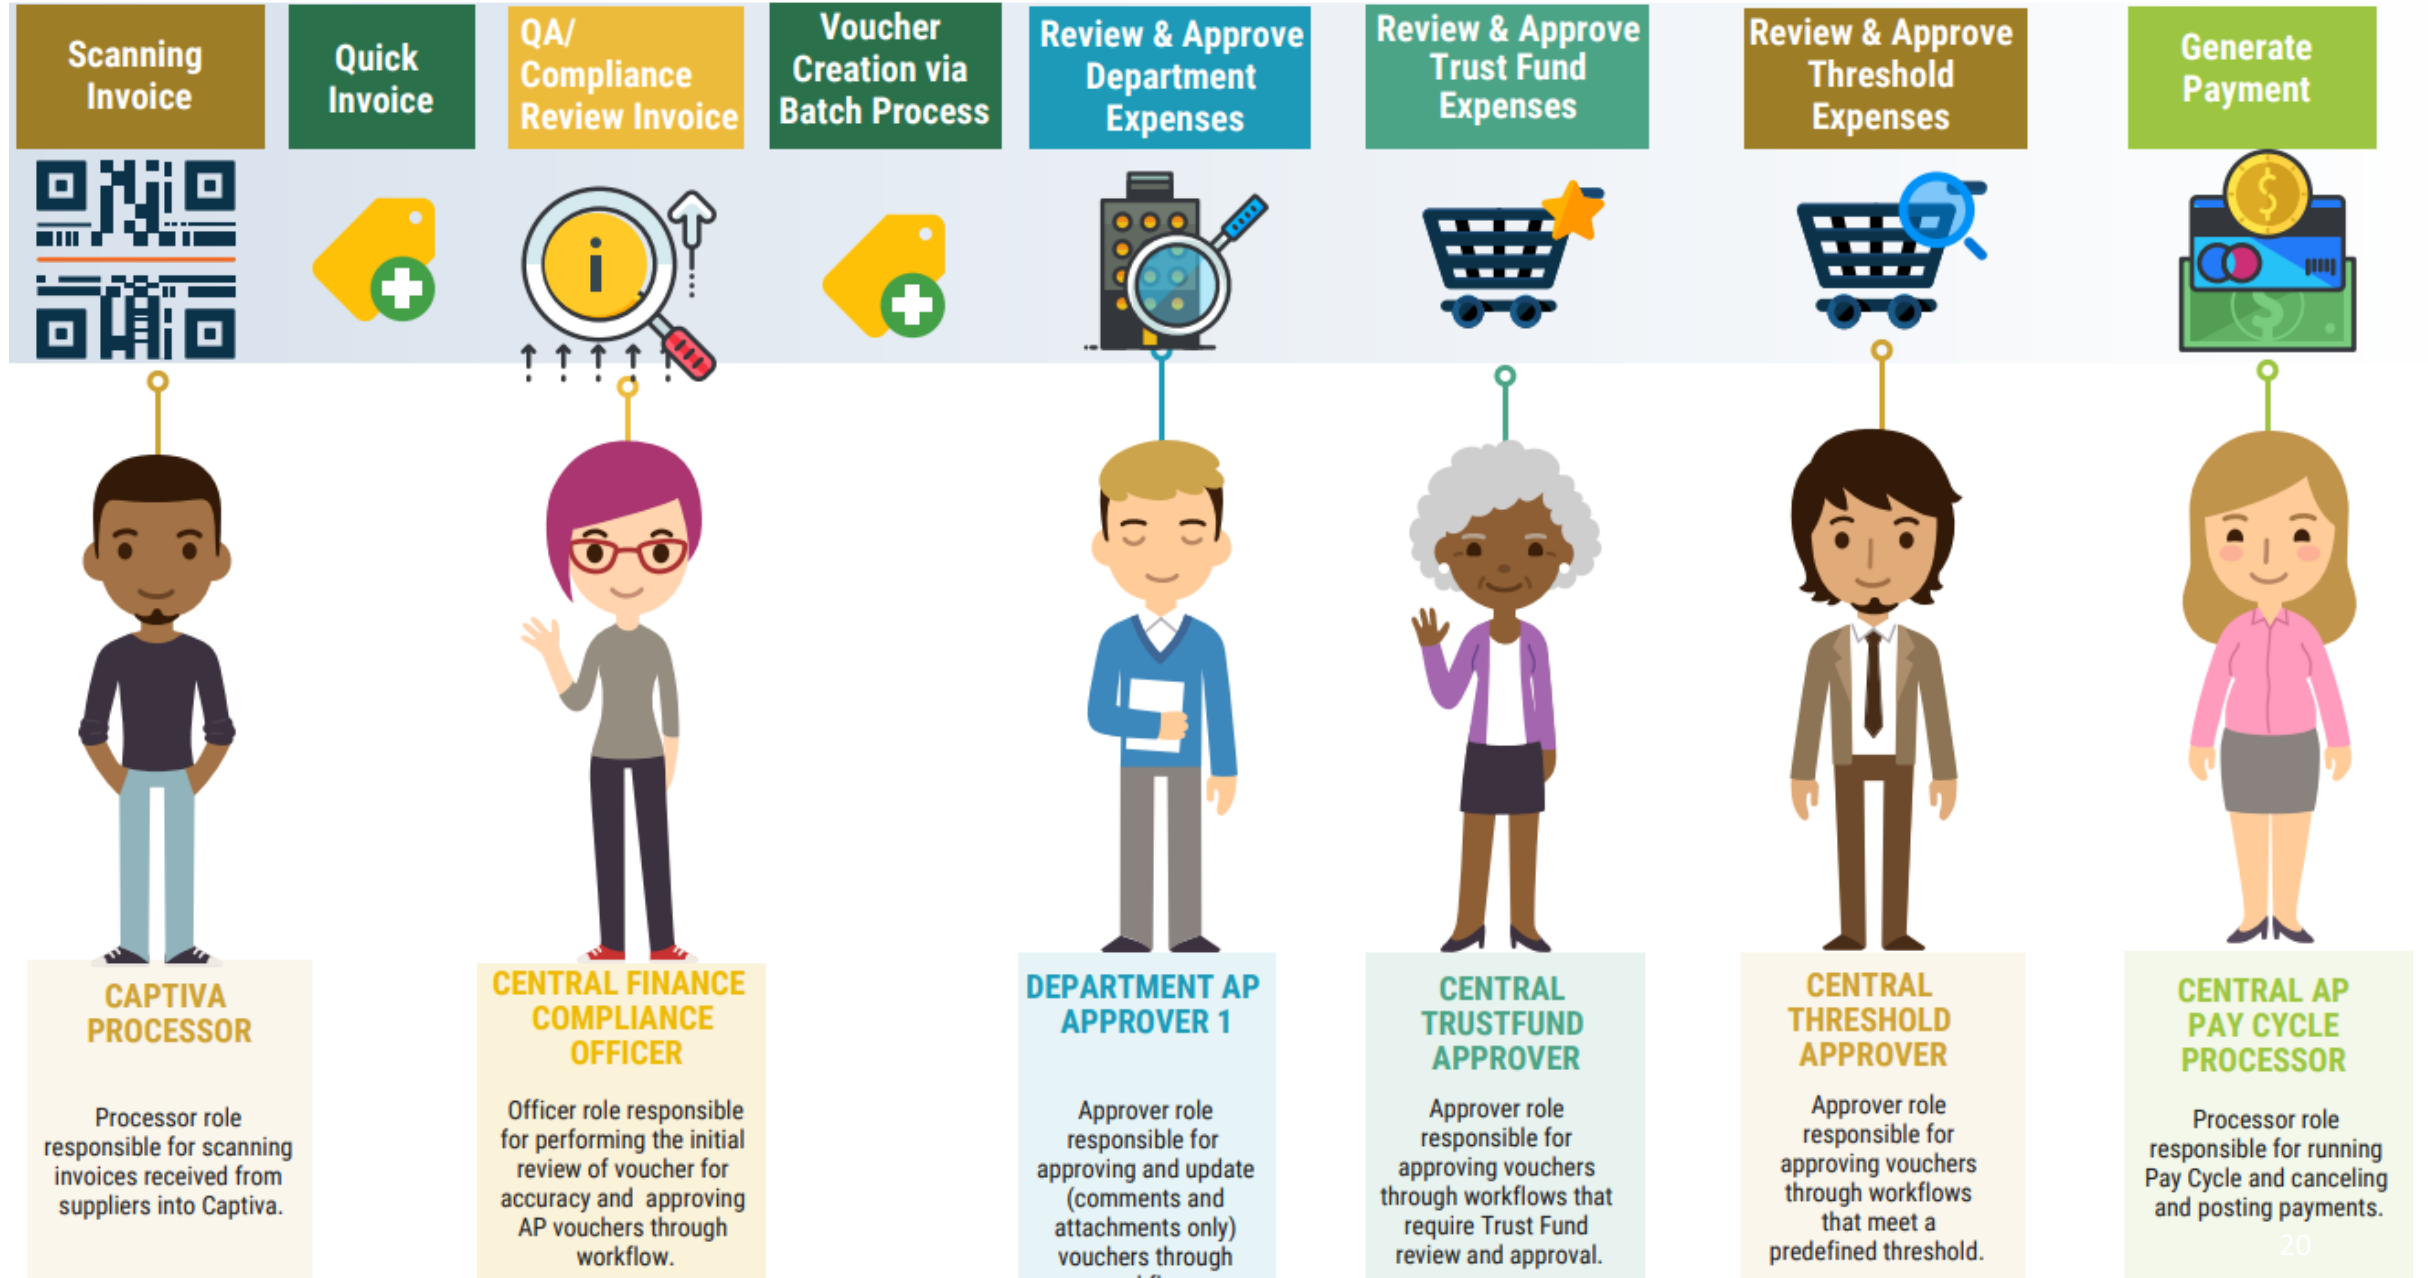 Scanning
Invoice
Quick
Invoice
QA/
Compliance
Review Invoice
Voucher
Creation via
Batch Process
Review & Approve
Department
Expenses
Review & Approve
Trust Fund
Expenses
Review & Approve
Threshold
Expenses
Generate
Payment
CAPTIVA
PROCESSOR
Processor role
responsible for scanning
invoices received from
suppliers into Captiva.
CENTRAL FINANCE
COMPLIANCE
OFFICER
Officer role responsible
for performing the initial
review of voucher for
accuracy and approving
AP vouchers through
workflow.
DEPARTMENT AP
APPROVER 1
Approver role
responsible for
approving and update
(comments and
attachments only)
vouchers through
CENTRAL
TRUSTFUND
APPROVER
Approver role
responsible for
approving vouchers
through workflows that
require Trust Fund
review and approval.
CENTRAL
THRESHOLD
APPROVER
Approver role
responsible for
approving vouchers
through workflows
that meet a
predefined threshold.
CENTRAL AP
PAY CYCLE
PROCESSOR
Processor role
responsible for running
Pay Cycle and canceling
and posting payments.
20